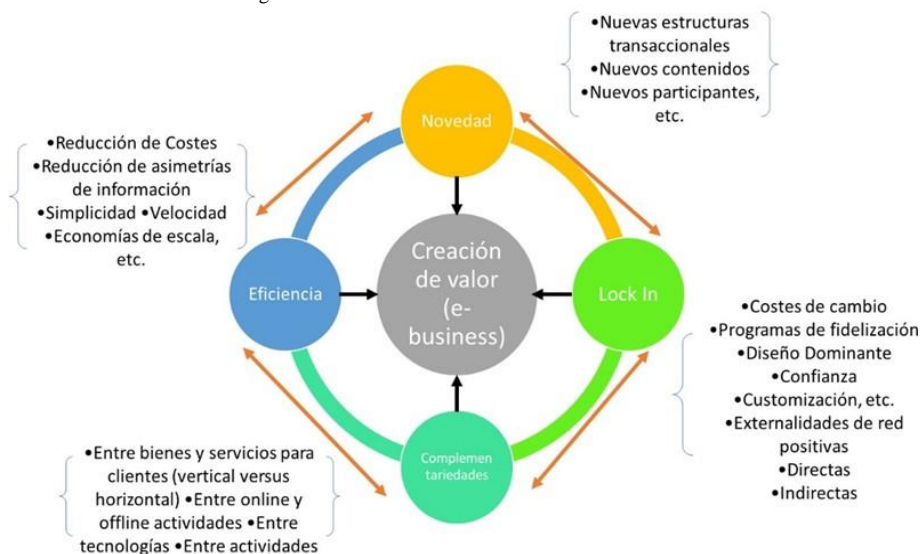 •Nuevas estructuras
transaccionales
•Nuevos contenidos
•Nuevos participantes,
etc.
Novedad
•Reducción de Costes
•Reducción de asimetrías
de información
•Simplicidad •Velocidad
•Economías de escala,
etc.
Eficiencia
Creación
de valor
(e-
business)
Lock In
•Costes de cambio
•Programas de fidelización
•Diseño Dominante
•Confianza
•Customización, etc.
•Externalidades de red
positivas
•Directas
•Indirectas
Complemen
tariedades
•Entre bienes y servicios para
clientes (vertical versus
horizontal) •Entre online y
offline actividades •Entre
tecnologías •Entre actividades